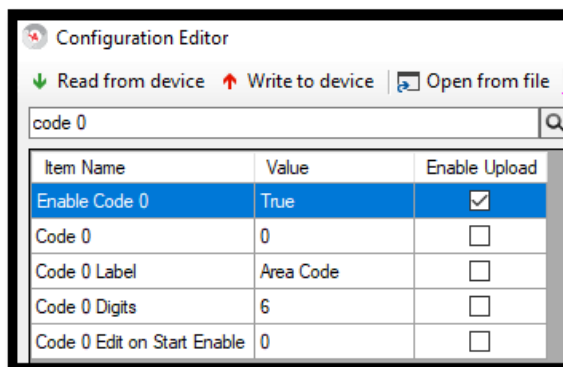 Configuration Editor
Read from device Write to device Open from file
code 0
Item Name Value Enable Upload
Enable Code 0 True
Code 0 0
Code 0 Label Area Code
Code 0 Digits 6
Code 0 Edit on Start Enable 0